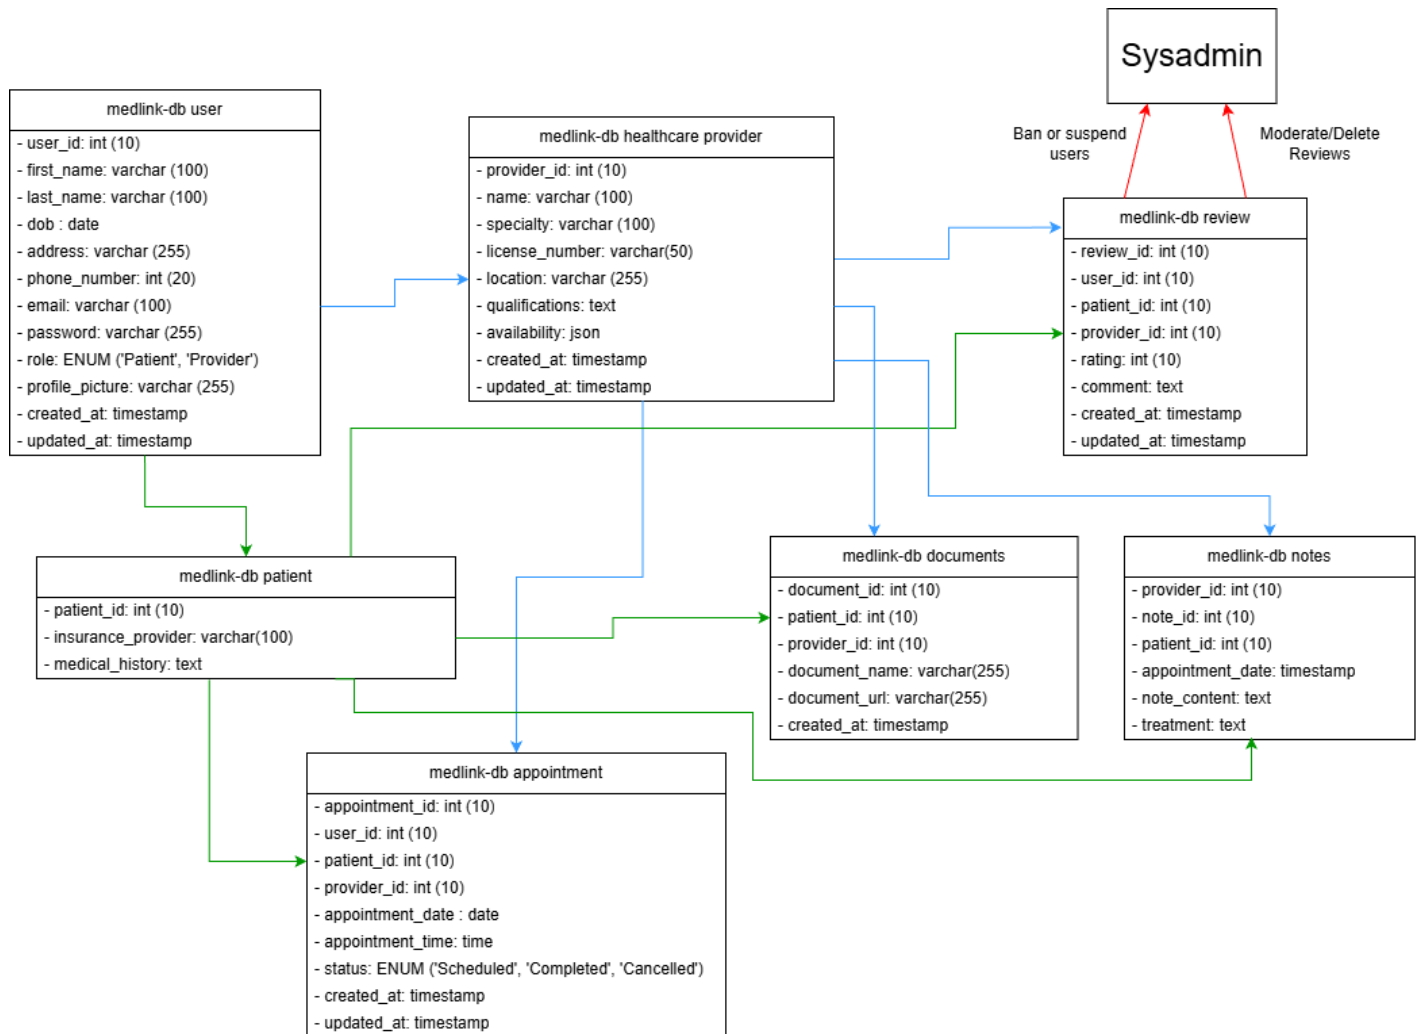 Sysadmin
Ban or suspend
users
Moderate/Delete
Reviews
medlink-db user
- user_id: int (10)
- first_name: varchar (100)
- last_name: varchar (100)
- dob : date
- address: varchar (255)
- phone_number: int (20)
- email: varchar (100)
- password: varchar (255)
- role: ENUM ('Patient', 'Provider')
- profile_picture: varchar (255)
- created_at: timestamp
- updated_at: timestamp
medlink-db healthcare provider
- provider_id: int (10)
- name: varchar (100)
- specialty: varchar (100)
- license_number: varchar(50)
- location: varchar (255)
- qualifications: text
- availability: json
- created_at: timestamp
- updated_at: timestamp
medlink-db review
- review_id: int (10)
- user_id: int (10)
- patient_id: int (10)
- provider_id: int (10)
- rating: int (10)
- comment: text
- created_at: timestamp
- updated_at: timestamp
medlink-db patient
- patient_id: int (10)
- insurance_provider: varchar(100)
- medical_history: text
medlink-db documents
- document_id: int (10)
- patient_id: int (10)
- provider_id: int (10)
- document_name: varchar(255)
- document_url: varchar(255)
- created_at: timestamp
medlink-db notes
- provider_id: int (10)
- note_id: int (10)
- patient_id: int (10)
- appointment_date: timestamp
- note_content: text
- treatment: text
medlink-db appointment
- appointment_id: int (10)
- user_id: int (10)
- patient_id: int (10)
- provider_id: int (10)
- appointment_date : date
- appointment_time: time
- status: ENUM ('Scheduled', 'Completed', 'Cancelled')
- created_at: timestamp
- updated_at: timestamp